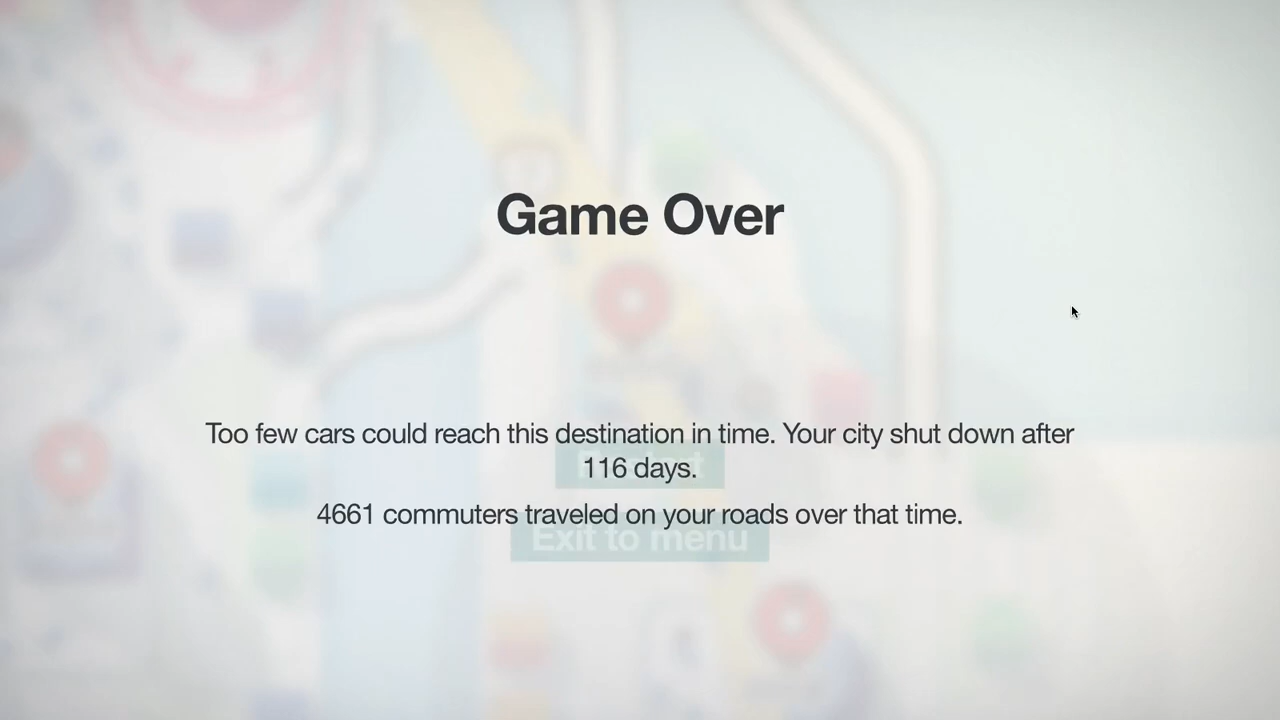 Game Over
Too few cars could reach this destination in time. Your city shut down after
116 days.
4661 commuters traveled on your roads over that time.
Exit to menu